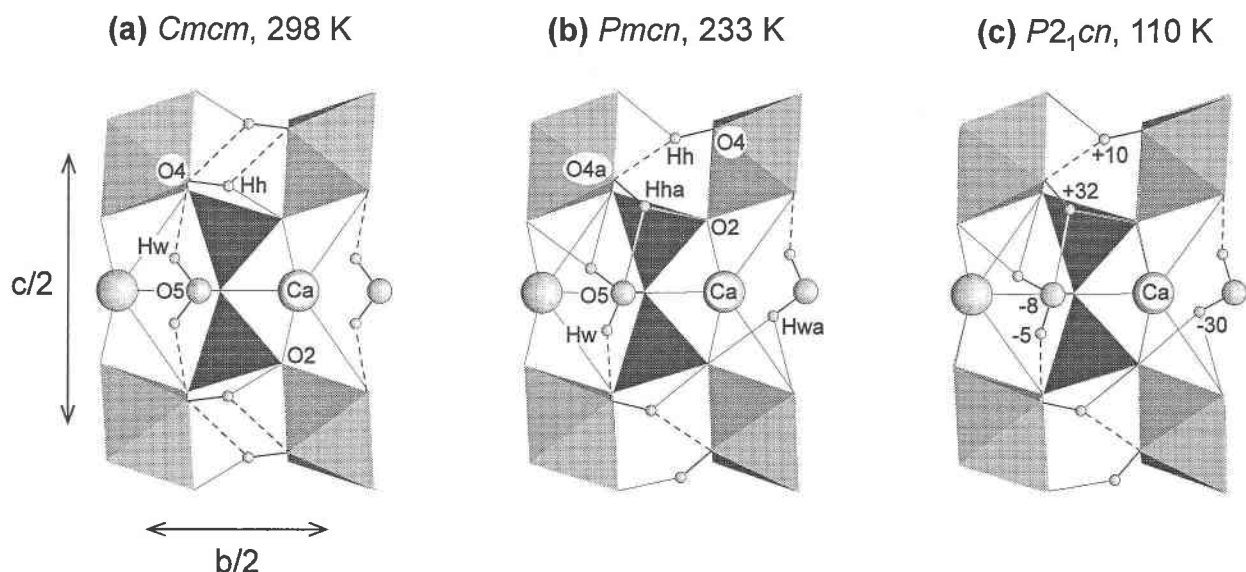 (a) Cmcm, 298 K
(b) Pmcn, 233 K
(c) P2₁cn, 110 K
O4
Hh
Hw
O5
Ca
O2
c/2
b/2
O4
Hh
O4a
Hha
O2
O5
Ca
Hw
Hwa
+10
+32
Ca
-8
-5
-30